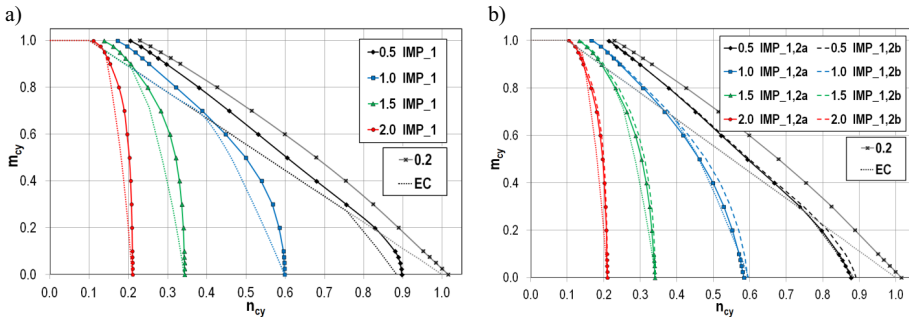 a)
1.0
0.8
0.6
0.4
0.2
0.0
m_cy
0.0 0.1 0.2 0.3 0.4 0.5 0.6 0.7 0.8 0.9 1.0
n_cy
0.5 IMP_1
1.0 IMP_1
1.5 IMP_1
2.0 IMP_1
0.2
EC
b)
1.0
0.8
0.6
0.4
0.2
0.0
m_cy
0.0 0.1 0.2 0.3 0.4 0.5 0.6 0.7 0.8 0.9 1.0
n_cy
0.5 IMP_1,2a 0.5 IMP_1,2b
1.0 IMP_1,2a 1.0 IMP_1,2b
1.5 IMP_1,2a 1.5 IMP_1,2b
2.0 IMP_1,2a 2.0 IMP_1,2b
0.2
EC